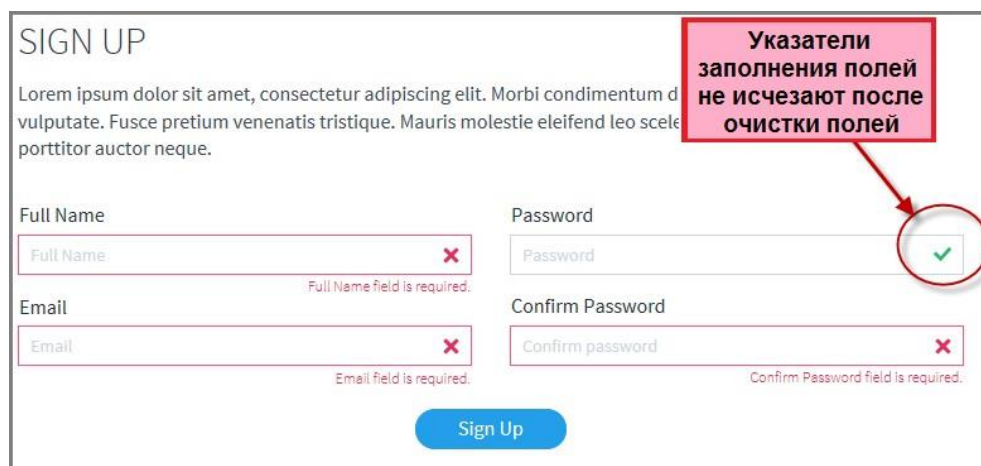 SIGN UP
Указатели
заполнения полей
не исчезают после
очистки полей
Lorem ipsum dolor sit amet, consectetur adipiscing elit. Morbi condimentum d
vulputate. Fusce pretium venenatis tristique. Mauris molestie eleifend leo scele
porttitor auctor neque.
Full Name
Full Name
Full Name field is required.
Email
Email
Email field is required.
Password
Password
Confirm Password
Confirm password
Confirm Password field is required.
Sign Up